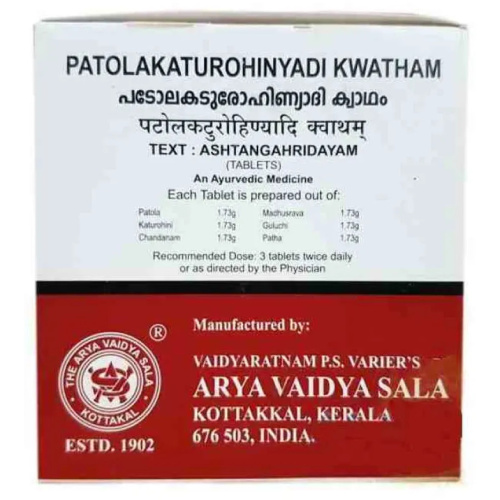 PATOLAKATUROHINYADI KWATHAM
പടോലകടുരോഹിണ്യാദി ക്വാഥം
पटोलकटुरोहिण्यादि क्वाथम्
TEXT : ASHTANGAHRIDAYAM
(TABLETS)
An Ayurvedic Medicine
Each Tablet is prepared out of:
Patola 1.73g Madhusrava 1.73g
Katurohini 1.73g Guluchi 1.73g
Chandanam 1.73g Patha 1.73g
Recommended Dose: 3 tablets twice daily
or as directed by the Physician
Manufactured by:
VAIDYARATNAM P.S. VARIER'S
ARYA VAIDYA SALA
KOTTAKKAL, KERALA
676 503, INDIA.
®
THE ARYA VAIDYA SALA
KOTTAKKAL
ESTD. 1902